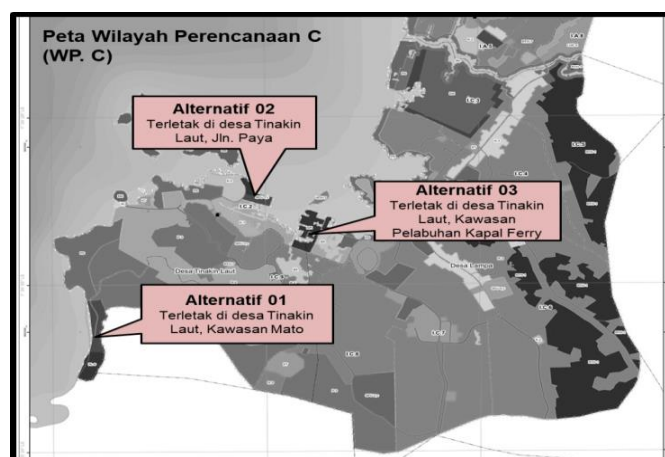 Peta Wilayah Perencanaan C
(WP. C)
Alternatif 02
Terletak di desa Tinakin
Laut, Jln. Paya
Alternatif 03
Terletak di desa Tinakin
Laut, Kawasan
Pelabuhan Kapal Ferry
Desa Tinakin Laut
Desa Lampa
Alternatif 01
Terletak di desa Tinakin
Laut, Kawasan Mato